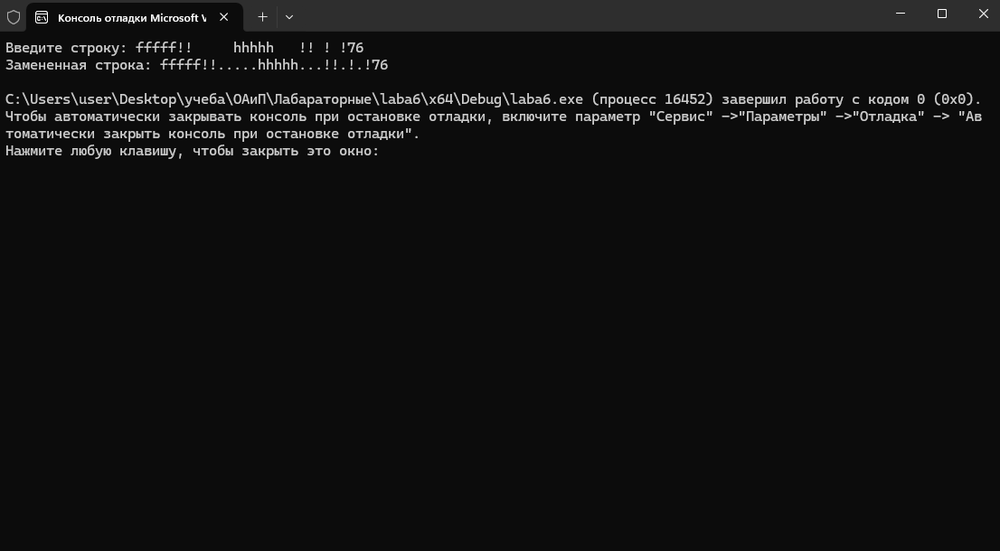 Консоль отладки Microsoft V
Введите строку: fffff!!     hhhhh   !! ! !76
Замененная строка: fffff!!.....hhhhh...!!.!.!76
C:\Users\user\Desktop\учеба\ОАиП\Лабараторные\laba6\x64\Debug\laba6.exe (процесс 16452) завершил работу с кодом 0 (0x0).
Чтобы автоматически закрывать консоль при остановке отладки, включите параметр "Сервис" ->"Параметры" ->"Отладка" -> "Ав
томатически закрыть консоль при остановке отладки".
Нажмите любую клавишу, чтобы закрыть это окно: